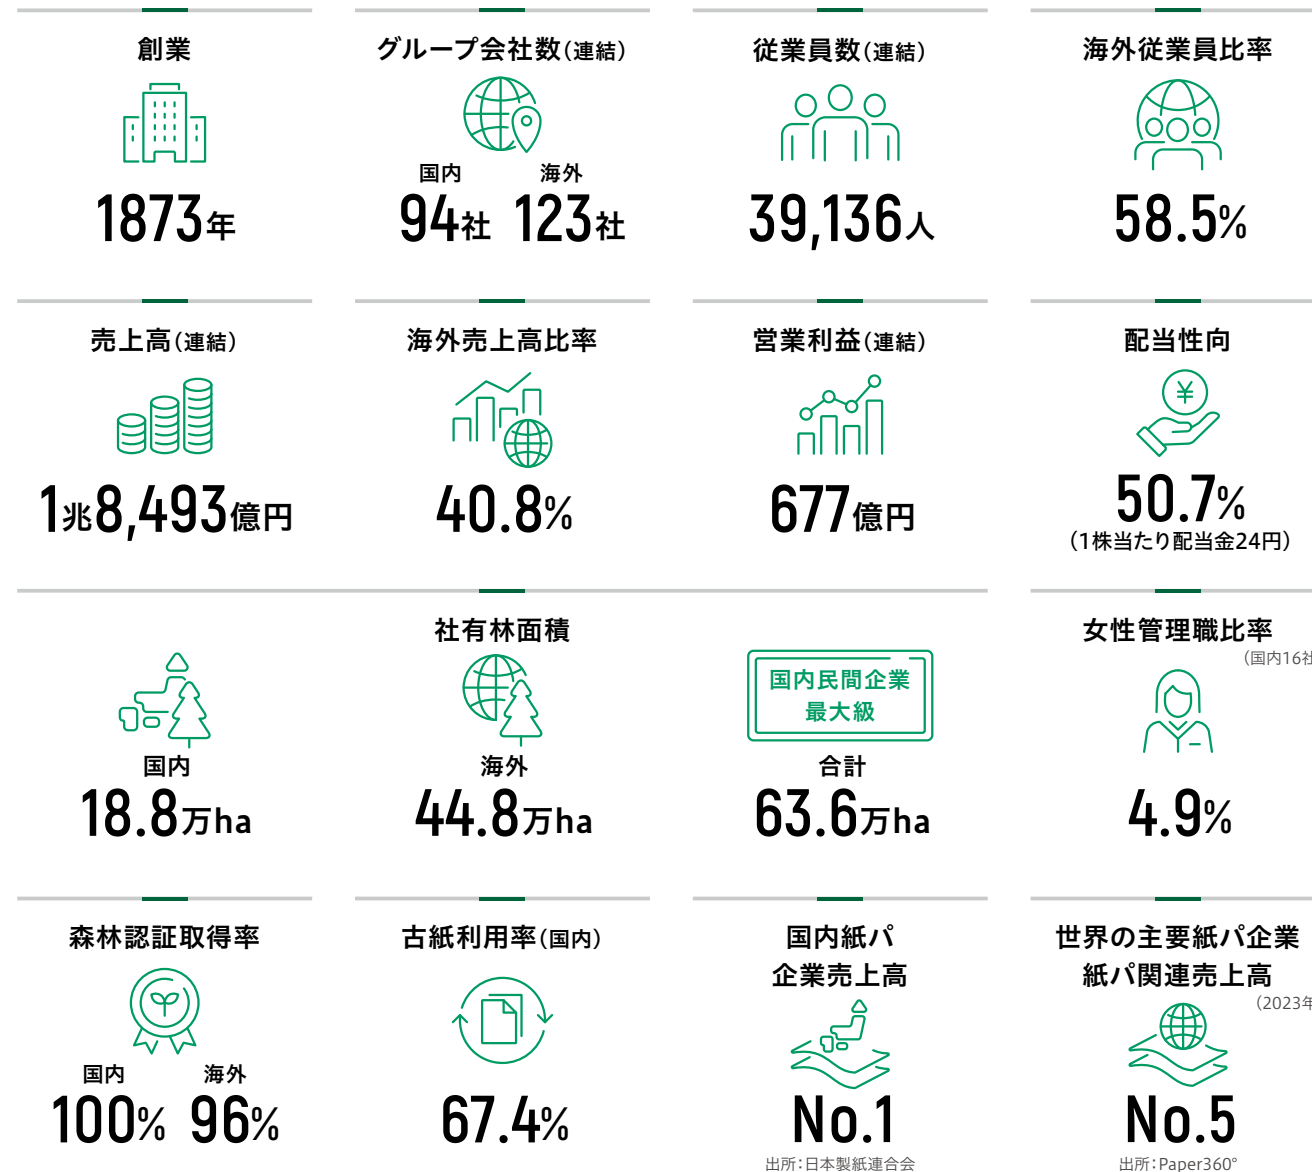 創業
1873年
グループ会社数(連結)
国内
94社
海外
123社
従業員数(連結)
39,136人
海外従業員比率
58.5%
売上高(連結)
1兆8,493億円
海外売上高比率
40.8%
営業利益(連結)
677億円
配当性向
¥
50.7%
(1株当たり配当金24円)
社有林面積
国内
18.8万ha
海外
44.8万ha
国内民間企業
最大級
合計
63.6万ha
女性管理職比率
(国内16社
4.9%
森林認証取得率
国内
100%
海外
96%
古紙利用率(国内)
67.4%
国内紙パ
企業売上高
No.1
出所:日本製紙連合会
世界の主要紙パ企業
紙パ関連売上高
(2023年
No.5
出所:Paper360°